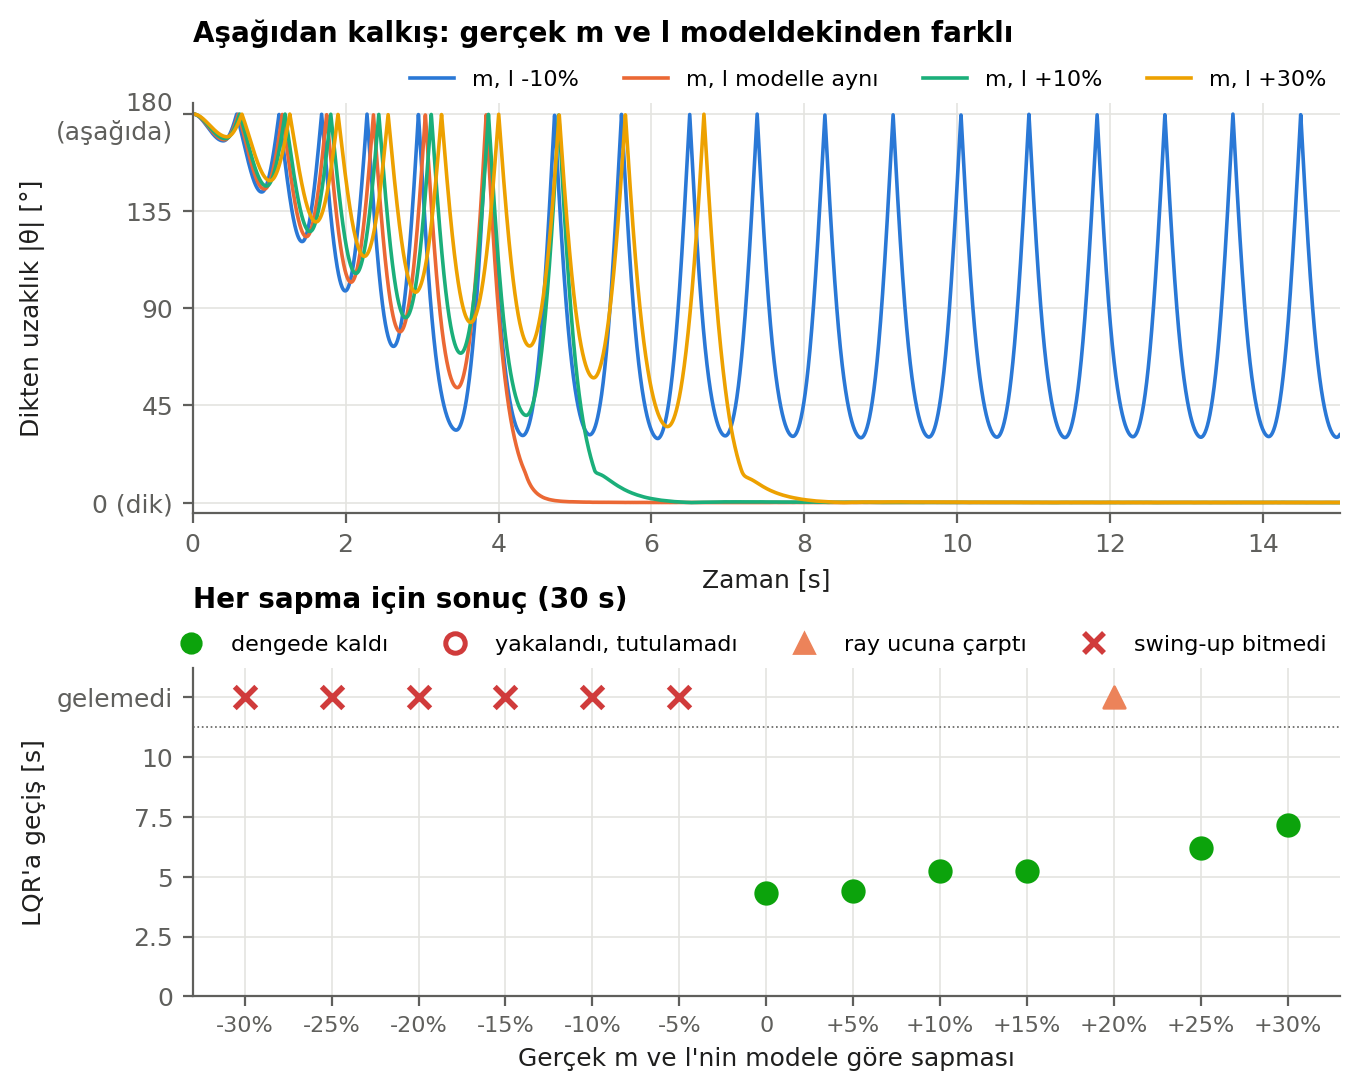 Aşağıdan kalkış: gerçek m ve l modeldekinden farklı
m, l -10%
m, l modelle aynı
m, l +10%
m, l +30%
Dikten uzaklık |θ| [°]
180
(aşağıda)
135
90
45
0 (dik)
0 2 4 6 8 10 12 14
Zaman [s]
Her sapma için sonuç (30 s)
dengede kaldı
yakalandı, tutulamadı
ray ucuna çarptı
swing-up bitmedi
LQR'a geçiş [s]
gelemedi
10
7.5
5
2.5
0
-30% -25% -20% -15% -10% -5% 0 +5% +10% +15% +20% +25% +30%
Gerçek m ve l'nin modele göre sapması